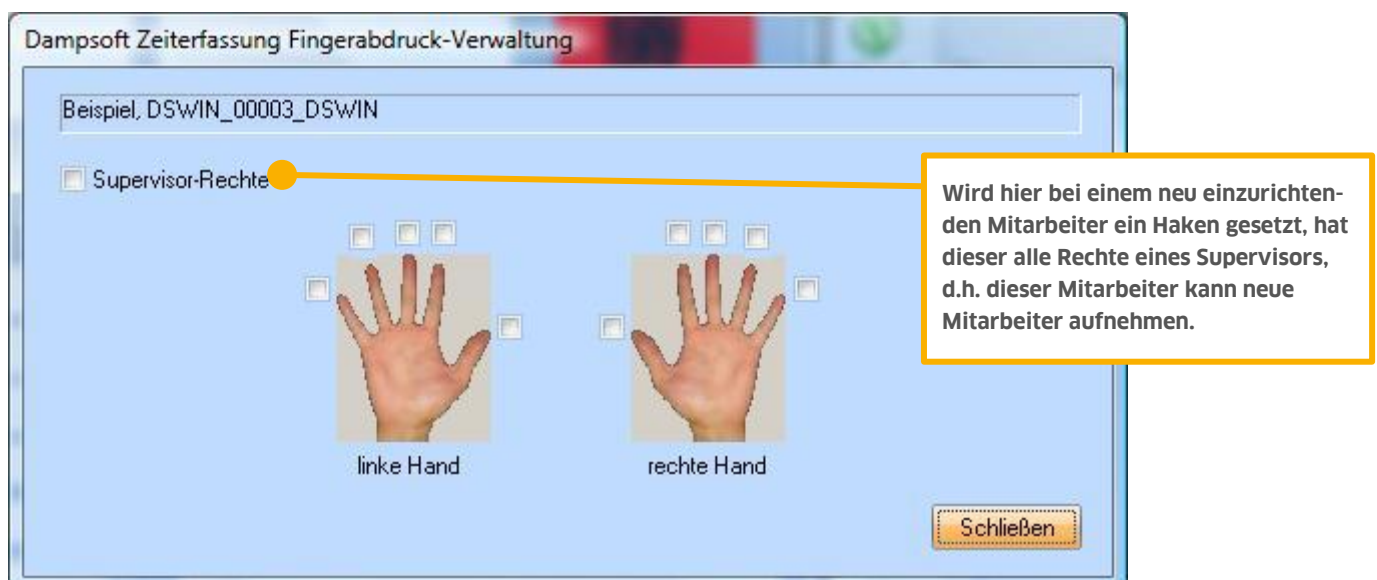 Dampsoft Zeiterfassung Fingerabdruck-Verwaltung
Beispiel, DSWIN_00003_DSWIN
Supervisor-Rechte
Wird hier bei einem neu einzurichten-
den Mitarbeiter ein Haken gesetzt, hat
dieser alle Rechte eines Supervisors,
d.h. dieser Mitarbeiter kann neue
Mitarbeiter aufnehmen.
linke Hand
rechte Hand
Schließen